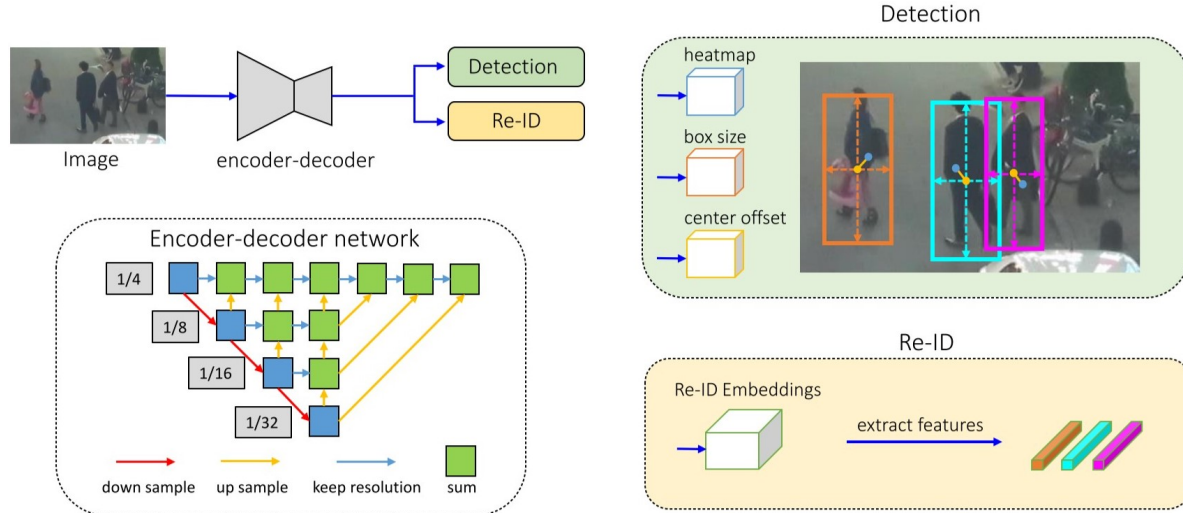 Image
encoder-decoder
Detection
Re-ID
Encoder-decoder network
1/4
1/8
1/16
1/32
down sample
up sample
keep resolution
sum
Detection
heatmap
box size
center offset
Re-ID
Re-ID Embeddings
extract features